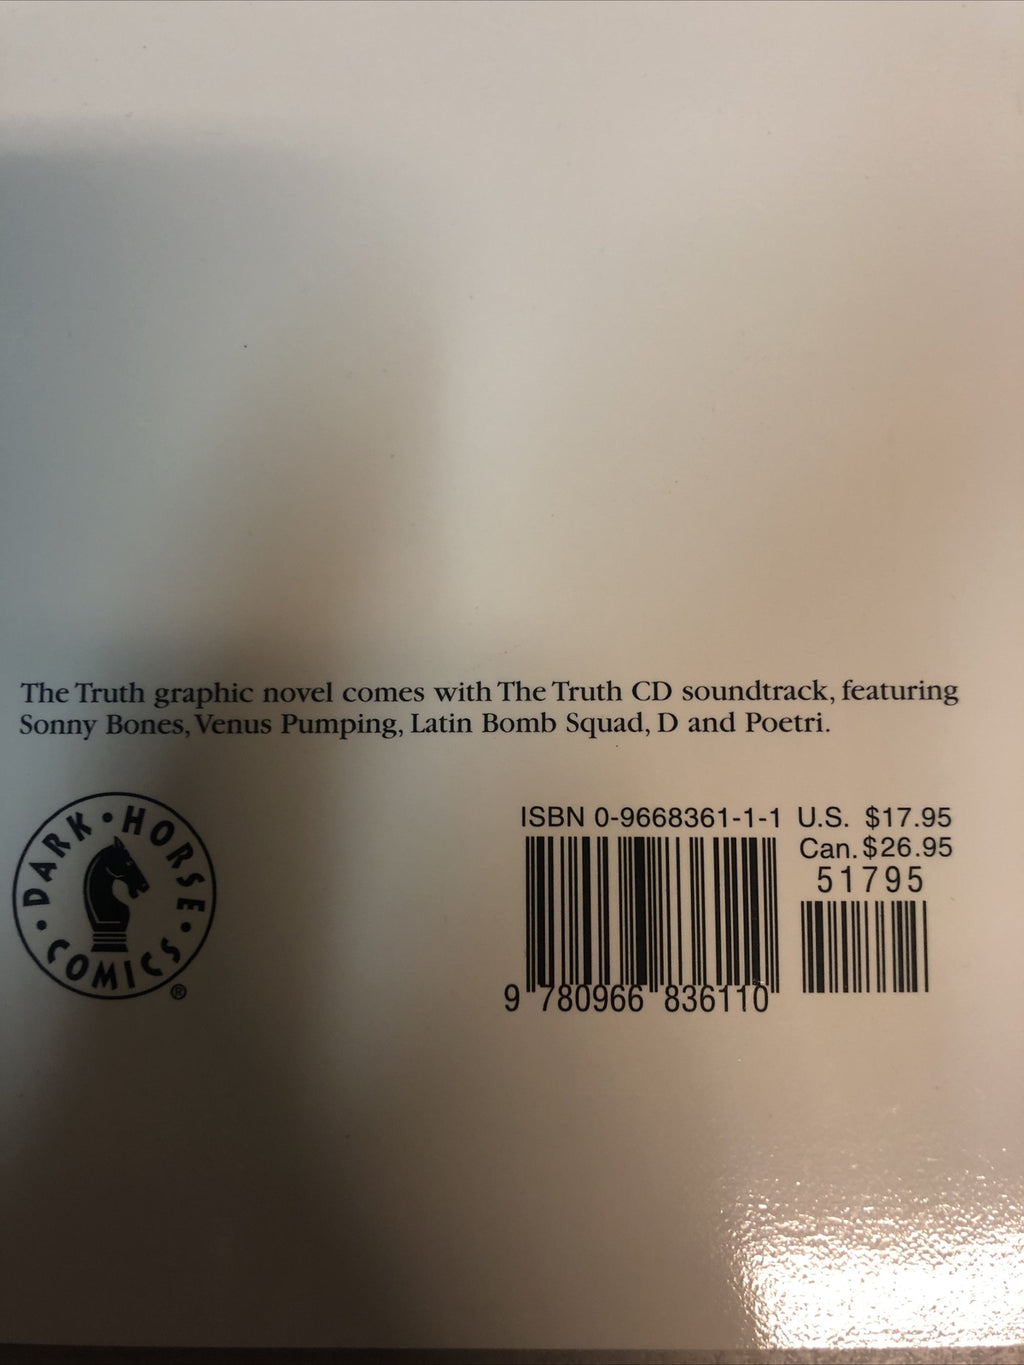 The Truth graphic novel comes with The Truth CD soundtrack, featuring
Sonny Bones, Venus Pumping, Latin Bomb Squad, D and Poetri.
DARK • HORSE • COMICS •
®
ISBN 0-9668361-1-1 U.S. $17.95
Can. $26.95
51795
9 780966 836110